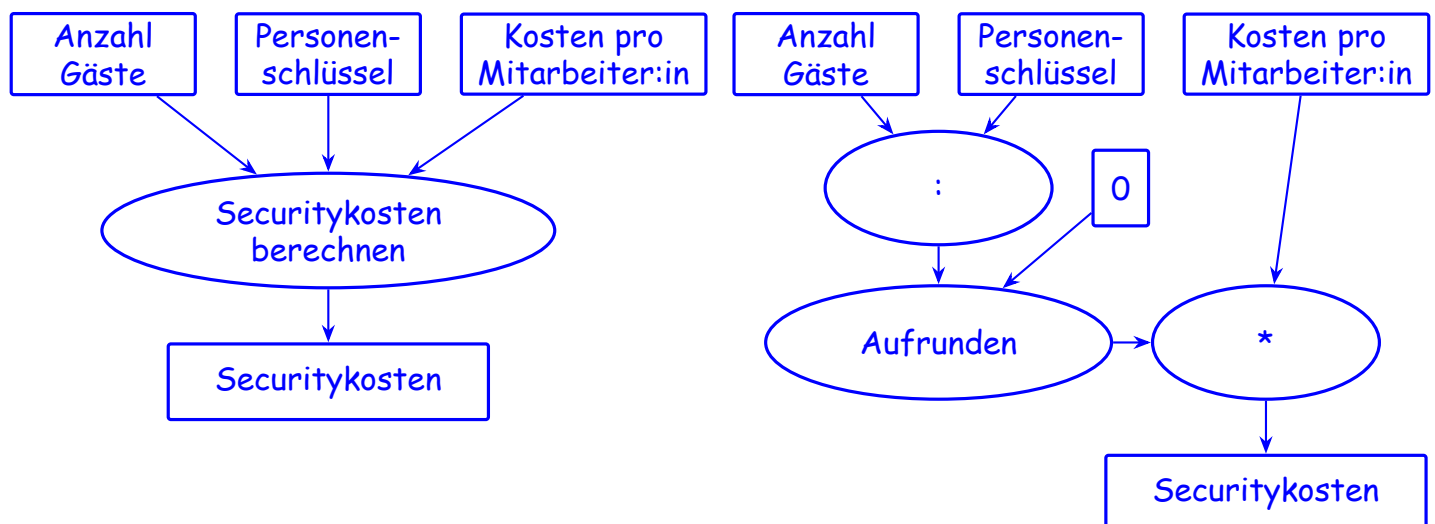 Anzahl
Gäste
Personen-
schlüssel
Kosten pro
Mitarbeiter:in
Securitykosten
berechnen
Securitykosten
Anzahl
Gäste
Personen-
schlüssel
Kosten pro
Mitarbeiter:in
:
0
Aufrunden
*
Securitykosten